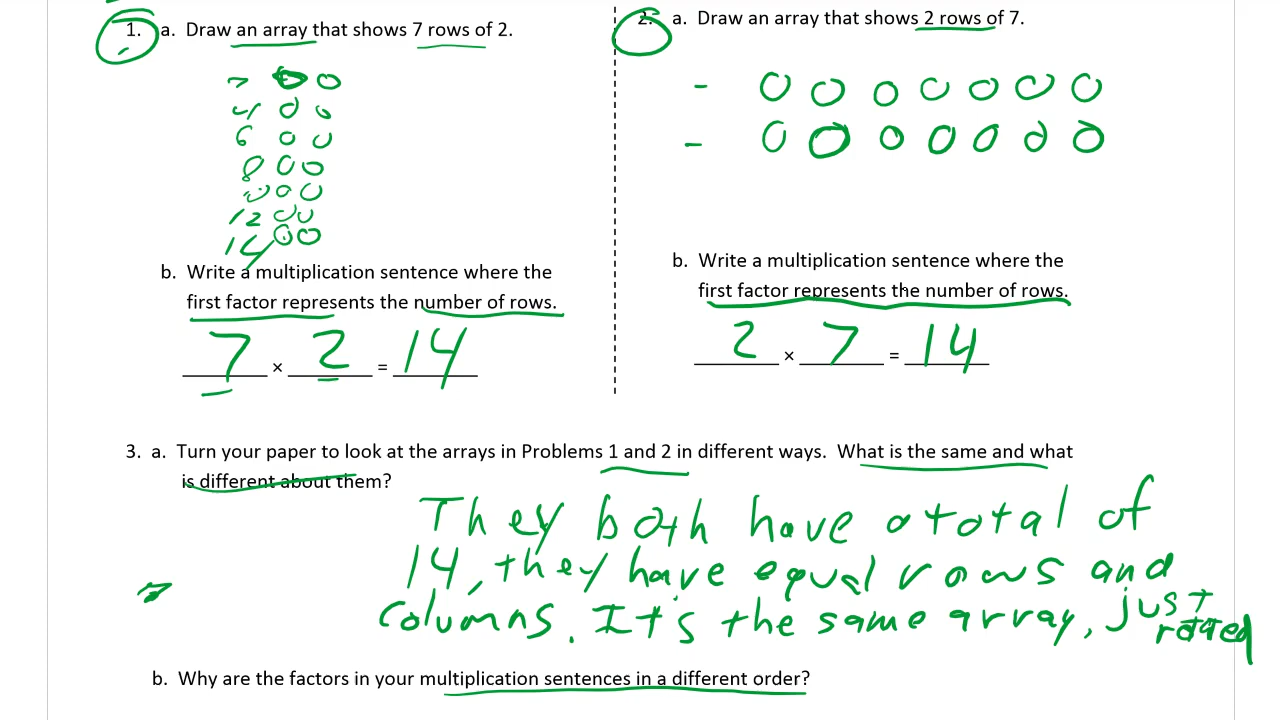 1. a. Draw an array that shows 7 rows of 2.
4
6
8
12
14
b. Write a multiplication sentence where the
first factor represents the number of rows.
7 × 2 = 14
2. a. Draw an array that shows 2 rows of 7.
b. Write a multiplication sentence where the
first factor represents the number of rows.
2 × 7 = 14
3. a. Turn your paper to look at the arrays in Problems 1 and 2 in different ways. What is the same and what
is different about them?
They both have a total of
14, they have equal rows and
columns. It's the same array, just
rotated
b. Why are the factors in your multiplication sentences in a different order?